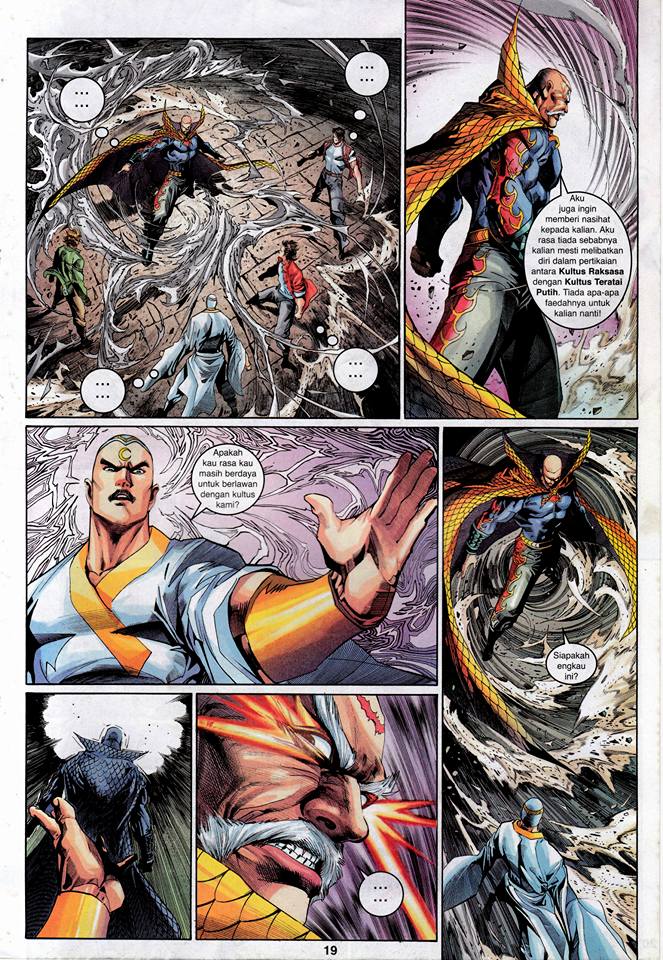 ... ...
... ...
... ...
... ...
Aku
juga ingin
memberi nasihat
kepada kalian. Aku
rasa tiada sebabnya
kalian mesti melibatkan
diri dalam pertikaian
antara Kultus Raksasa
dengan Kultus Teratai
Putih. Tiada apa-apa
faedahnya untuk
kalian nanti!
Apakah
kau rasa kau
masih berdaya
untuk berlawan
dengan kultus
kami?
Siapakah
engkau
ini?
... ...
19